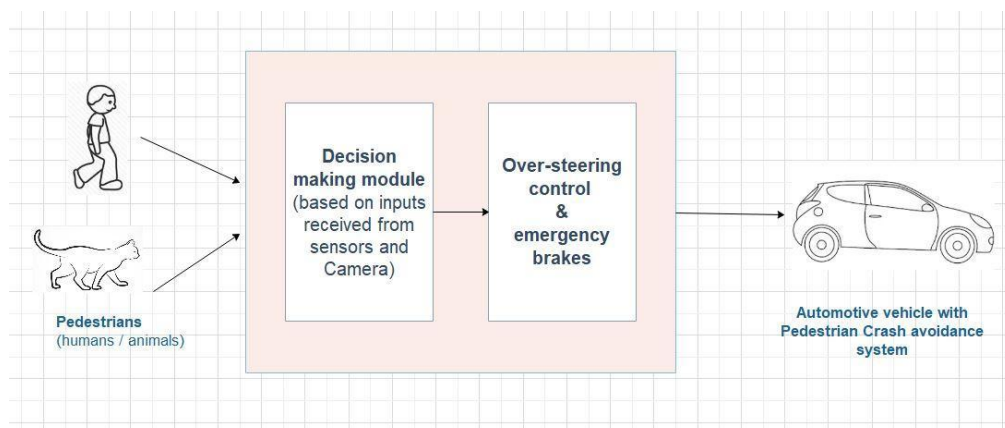 Decision
making module
(based on inputs
received from
sensors and
Camera)
Over-steering
control
&
emergency
brakes
Pedestrians
(humans / animals)
Automotive vehicle with
Pedestrian Crash avoidance
system